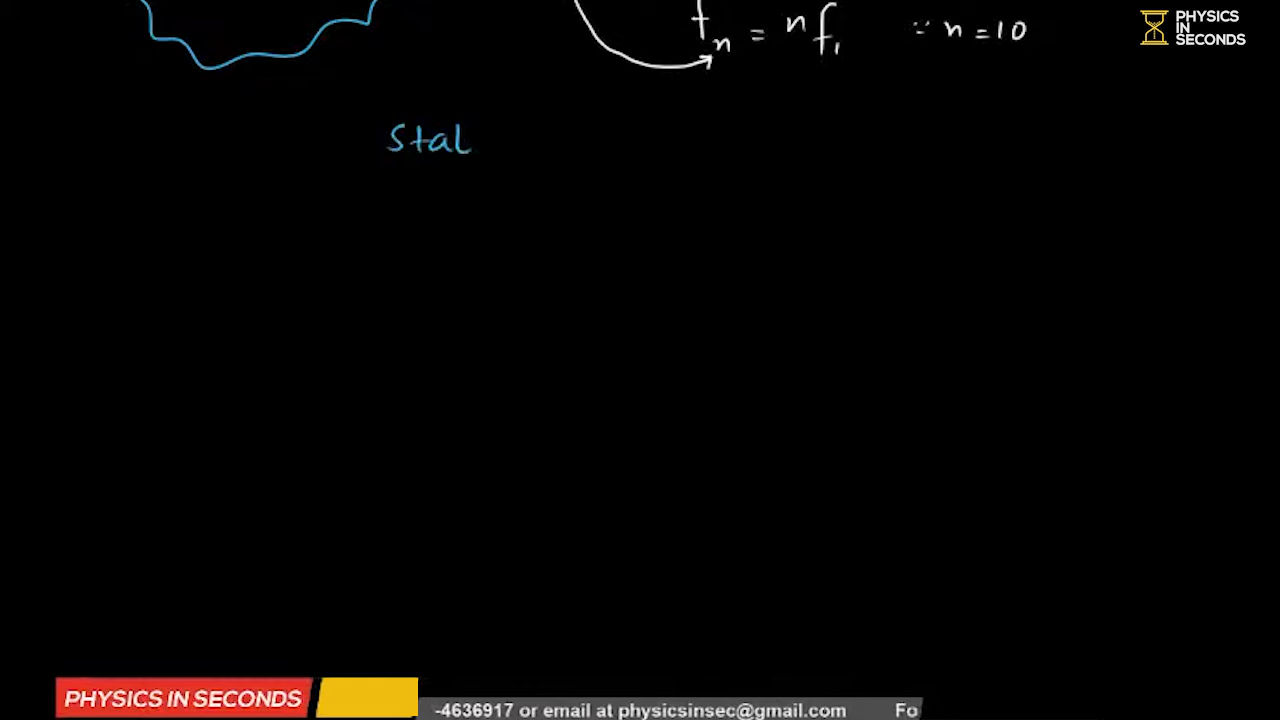 fₙ = n f₁ ∵ n = 10
PHYSICS
IN
SECONDS
Stal
PHYSICS IN SECONDS
-4636917 or email at physicsinsec@gmail.com Fo